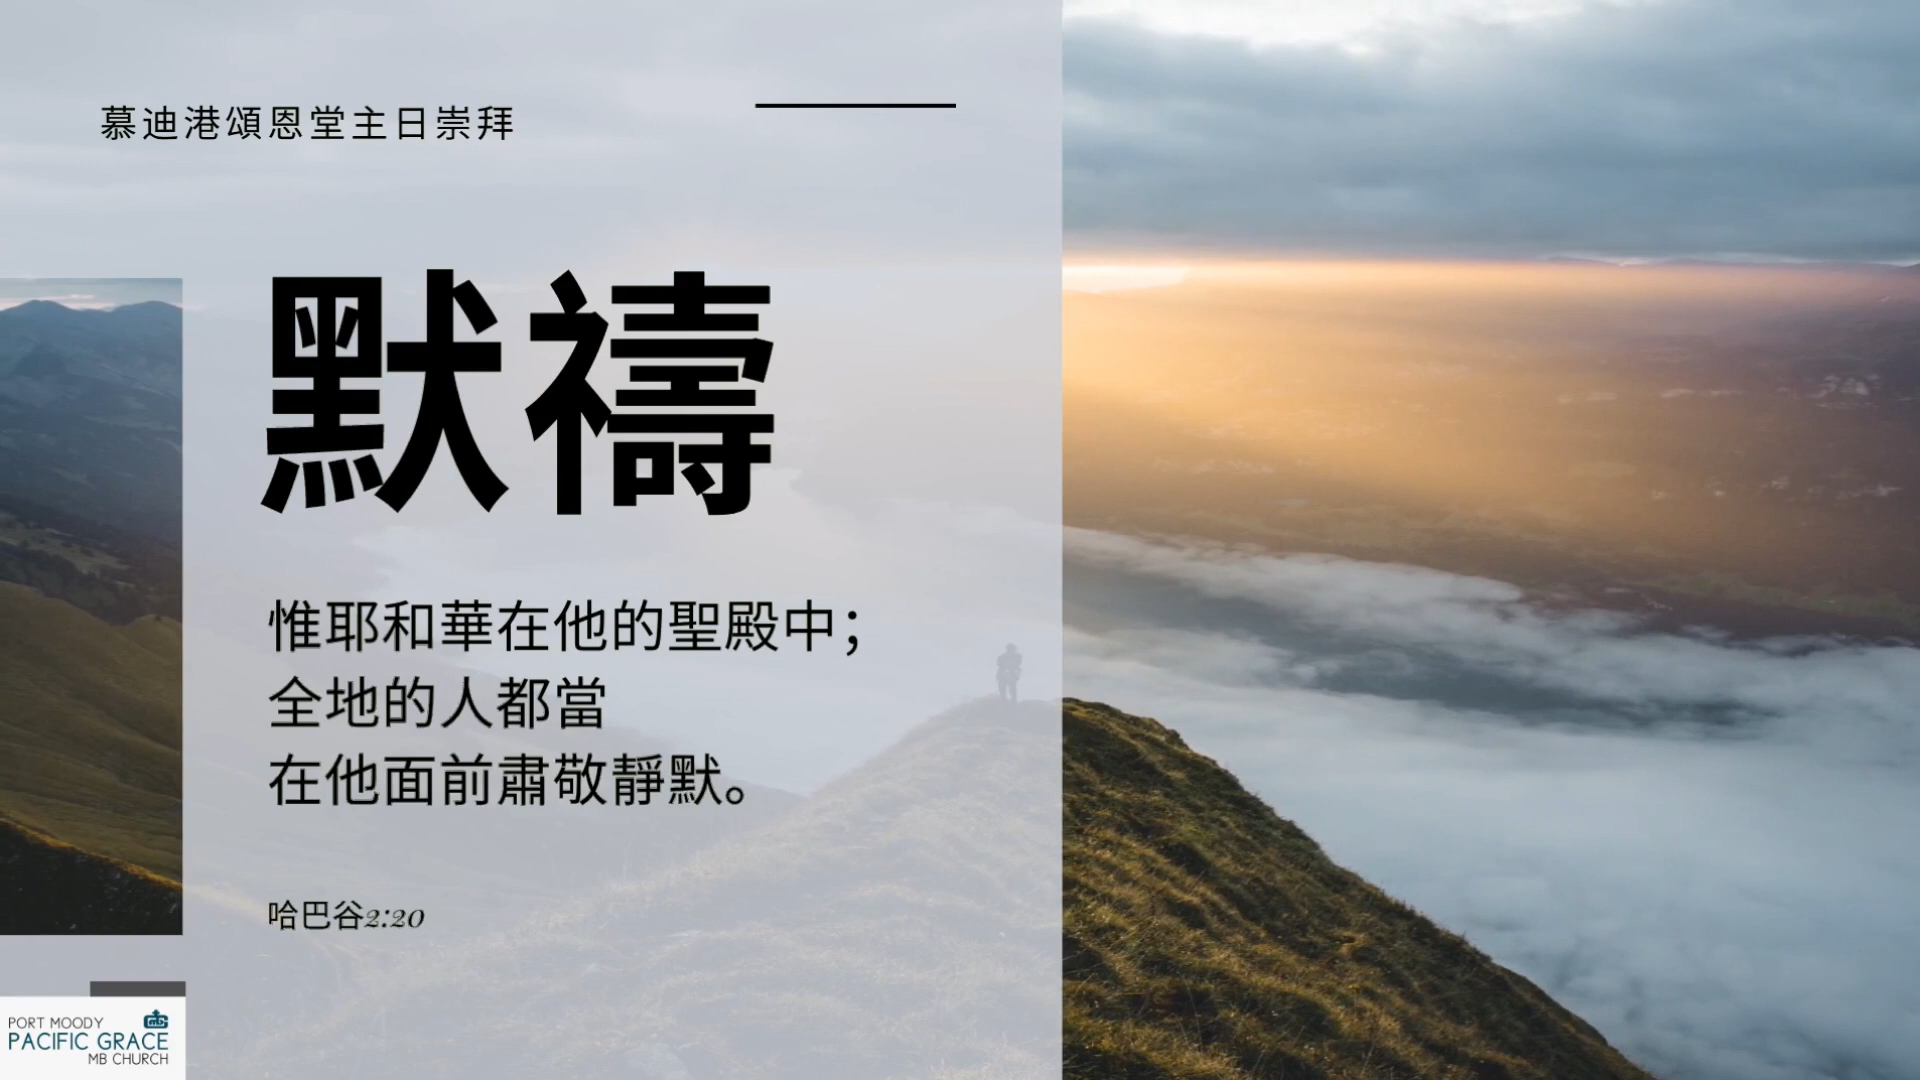 慕迪港頌恩堂主日崇拜
默禱
惟耶和華在他的聖殿中；
全地的人都當
在他面前肅敬靜默。
哈巴谷2:20
PORT MOODY
PACIFIC GRACE
MB CHURCH